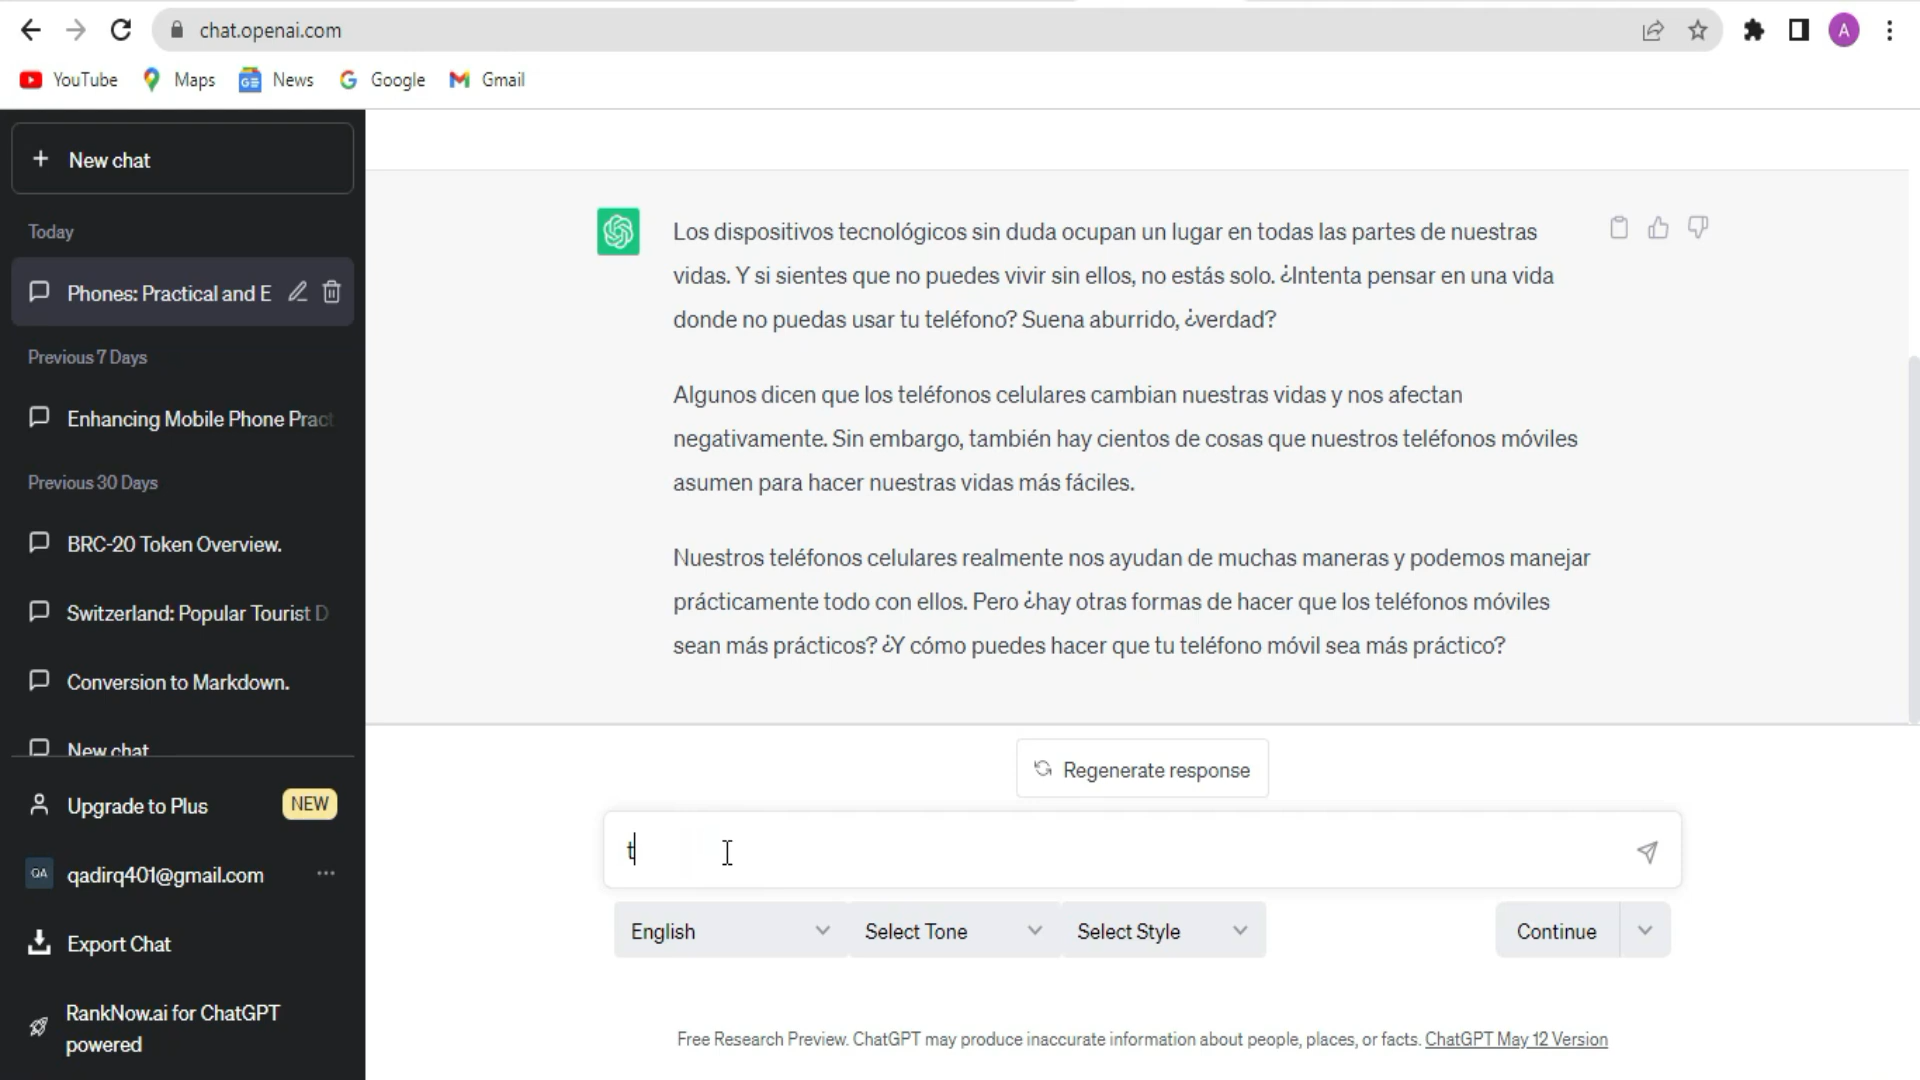 chat.openai.com
A
YouTube
Maps
News
Google
Gmail
+ New chat
Today
Phones: Practical and E
Previous 7 Days
Enhancing Mobile Phone Pract
Previous 30 Days
BRC-20 Token Overview.
Switzerland: Popular Tourist D
Conversion to Markdown.
New chat
Upgrade to Plus
NEW
QA
qadirq401@gmail.com
Export Chat
RankNow.ai for ChatGPT
powered
Los dispositivos tecnológicos sin duda ocupan un lugar en todas las partes de nuestras
vidas. Y si sientes que no puedes vivir sin ellos, no estás solo. ¿Intenta pensar en una vida
donde no puedas usar tu teléfono? Suena aburrido, ¿verdad?
Algunos dicen que los teléfonos celulares cambian nuestras vidas y nos afectan
negativamente. Sin embargo, también hay cientos de cosas que nuestros teléfonos móviles
asumen para hacer nuestras vidas más fáciles.
Nuestros teléfonos celulares realmente nos ayudan de muchas maneras y podemos manejar
prácticamente todo con ellos. Pero ¿hay otras formas de hacer que los teléfonos móviles
sean más prácticos? ¿Y cómo puedes hacer que tu teléfono móvil sea más práctico?
Regenerate response
t
English
Select Tone
Select Style
Continue
Free Research Preview. ChatGPT may produce inaccurate information about people, places, or facts. ChatGPT May 12 Version